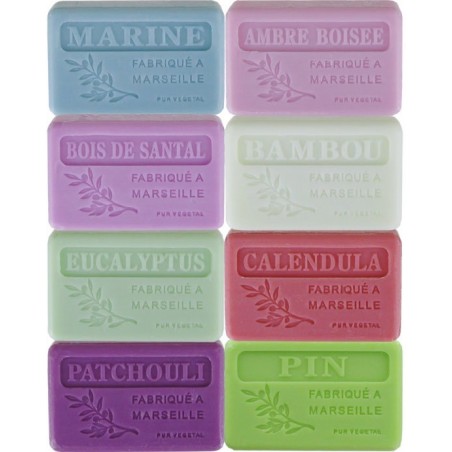 MARINE
FABRIQUÉ A
MARSEILLE
PUR VEGETAL
AMBRE BOISEE
FABRIQUÉ A
MARSEILLE
PUR VEGETAL
BOIS DE SANTAL
FABRIQUÉ A
MARSEILLE
PUR VEGETAL
BAMBOU
FABRIQUÉ A
MARSEILLE
PUR VEGETAL
EUCALYPTUS
FABRIQUÉ A
MARSEILLE
PUR VEGETAL
CALENDULA
FABRIQUÉ A
MARSEILLE
PUR VEGETAL
PATCHOULI
FABRIQUÉ A
MARSEILLE
PUR VEGETAL
PIN
FABRIQUÉ A
MARSEILLE
PUR VEGETAL